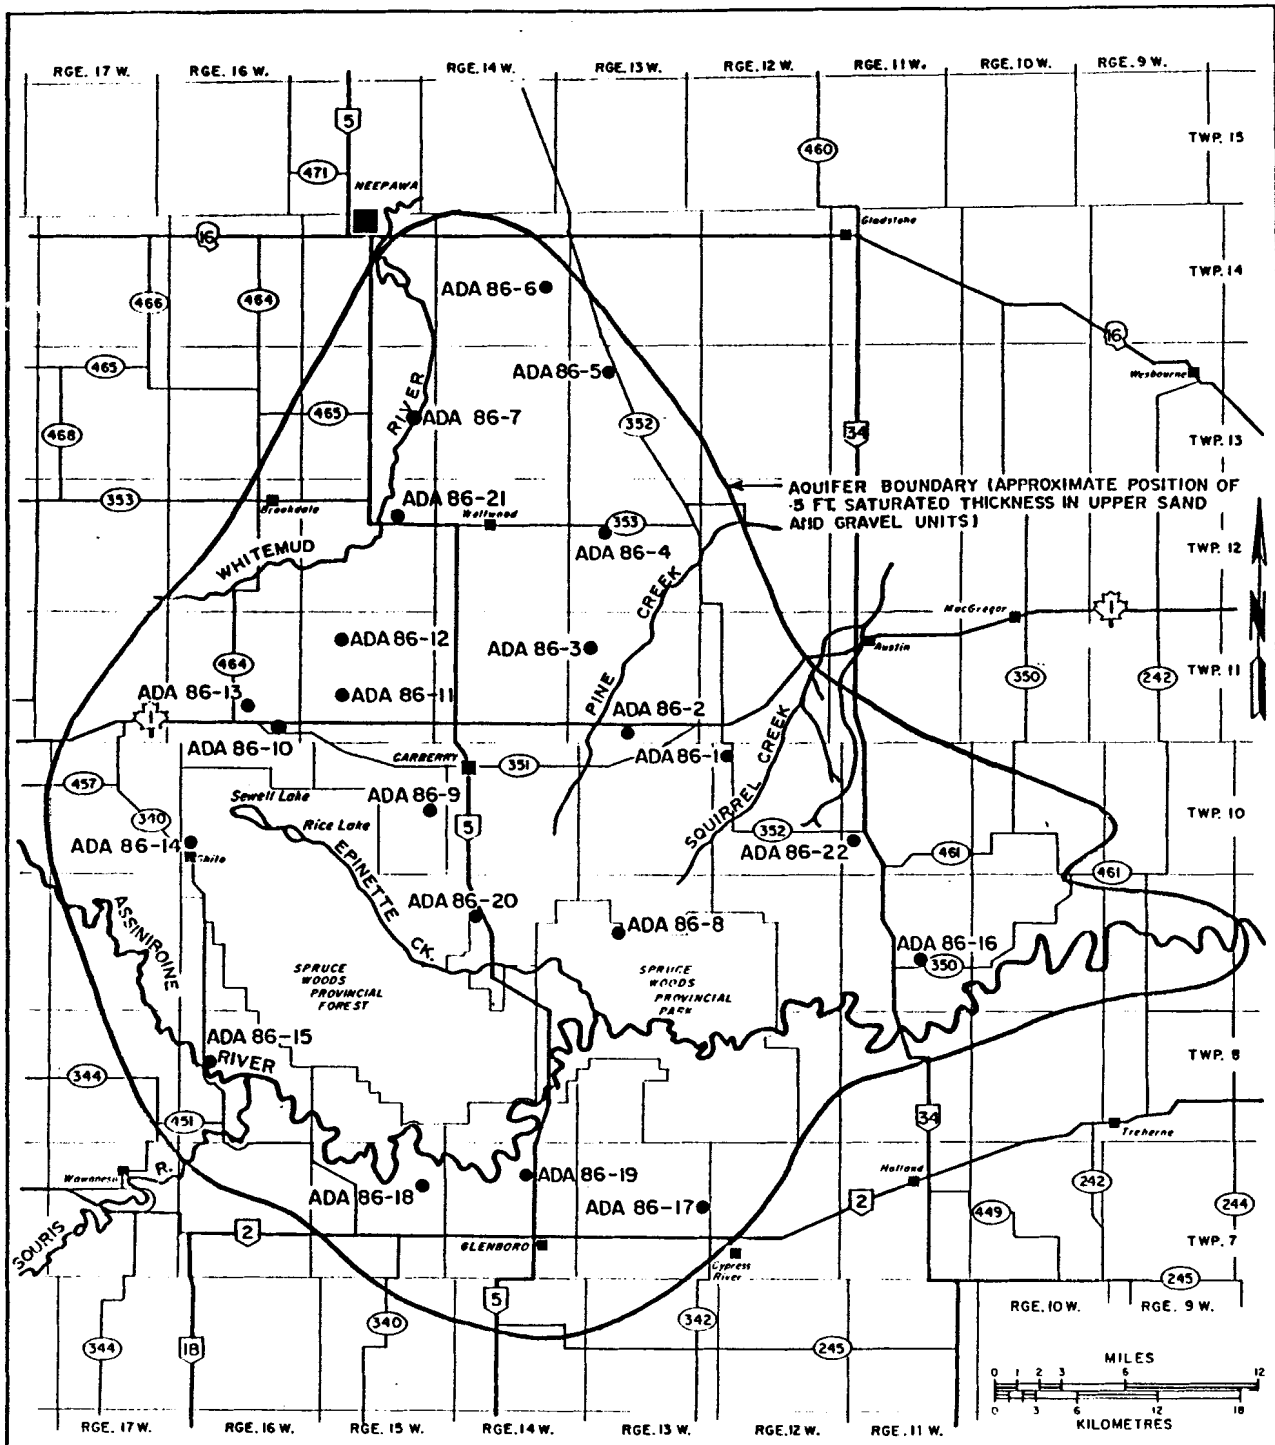 RGE. 17 W. RGE. 16 W. RGE. 14 W. RGE. 13 W. RGE. 12 W. RGE. 11 W. RGE. 10 W. RGE. 9 W.
5
TWP. 15
460
471
NEEPAWA
Gladstone
16
TWP. 14
466
464
ADA 86-6
16
465
ADA 86-5
Wesbourne
RIVER
465
ADA 86-7
352
468
34
TWP. 13
353
ADA 86-21
AQUIFER BOUNDARY (APPROXIMATE POSITION OF
5 FT. SATURATED THICKNESS IN UPPER SAND
AND GRAVEL UNITS)
Brookdale
Wellwood
353
ADA 86-4
WHITEMUD
TWP. 12
CREEK
MacGregor
1
N
ADA 86-12
ADA 86-3
Austin
464
TWP. 11
350
242
ADA 86-13
ADA 86-11
PINE
1
ADA 86-2
ADA 86-10
CARBERRY
351
ADA 86-1
SQUIRREL CREEK
457
Sewell Lake
ADA 86-9
340
Rice Lake
5
352
TWP. 10
ADA 86-14
Shilo
EPINETTE
CK.
ADA 86-22
461
461
ASSINIBOINE
ADA 86-20
ADA 86-8
ADA 86-16
350
SPRUCE
WOODS
PROVINCIAL
FOREST
SPRUCE
WOODS
PROVINCIAL
PARK
ADA 86-15
RIVER
TWP. 8
344
451
34
Treherne
Wawanesa
R.
ADA 86-18
ADA 86-19
Holland
242
ADA 86-17
2
449
244
SOURIS
2
GLENBORO
Cypress
River
TWP. 7
245
5
RGE. 10 W. RGE. 9 W.
344
18
340
342
245
MILES
0 1 2 3 6 12
0 3 6 12 18
KILOMETRES
RGE. 17 W. RGE. 16 W. RGE. 15 W. RGE. 14 W. RGE. 13 W. RGE. 12 W. RGE. 11 W.